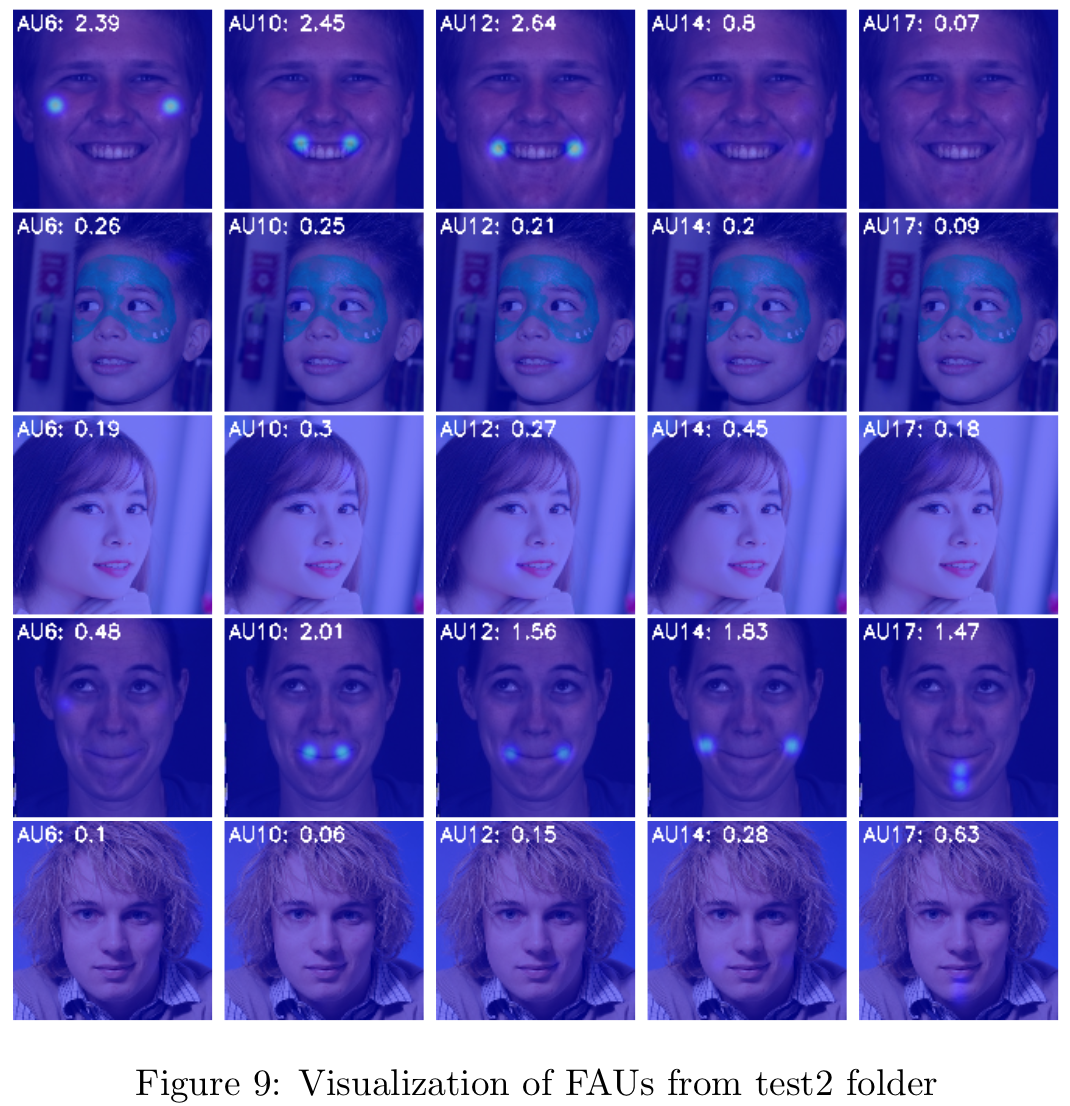 AU6: 2.39 AU10: 2.45 AU12: 2.64 AU14: 0.8 AU17: 0.07
AU6: 0.26 AU10: 0.25 AU12: 0.21 AU14: 0.2 AU17: 0.09
AU6: 0.19 AU10: 0.3 AU12: 0.27 AU14: 0.45 AU17: 0.18
AU6: 0.48 AU10: 2.01 AU12: 1.56 AU14: 1.83 AU17: 1.47
AU6: 0.1 AU10: 0.06 AU12: 0.15 AU14: 0.28 AU17: 0.63
Figure 9: Visualization of FAUs from test2 folder